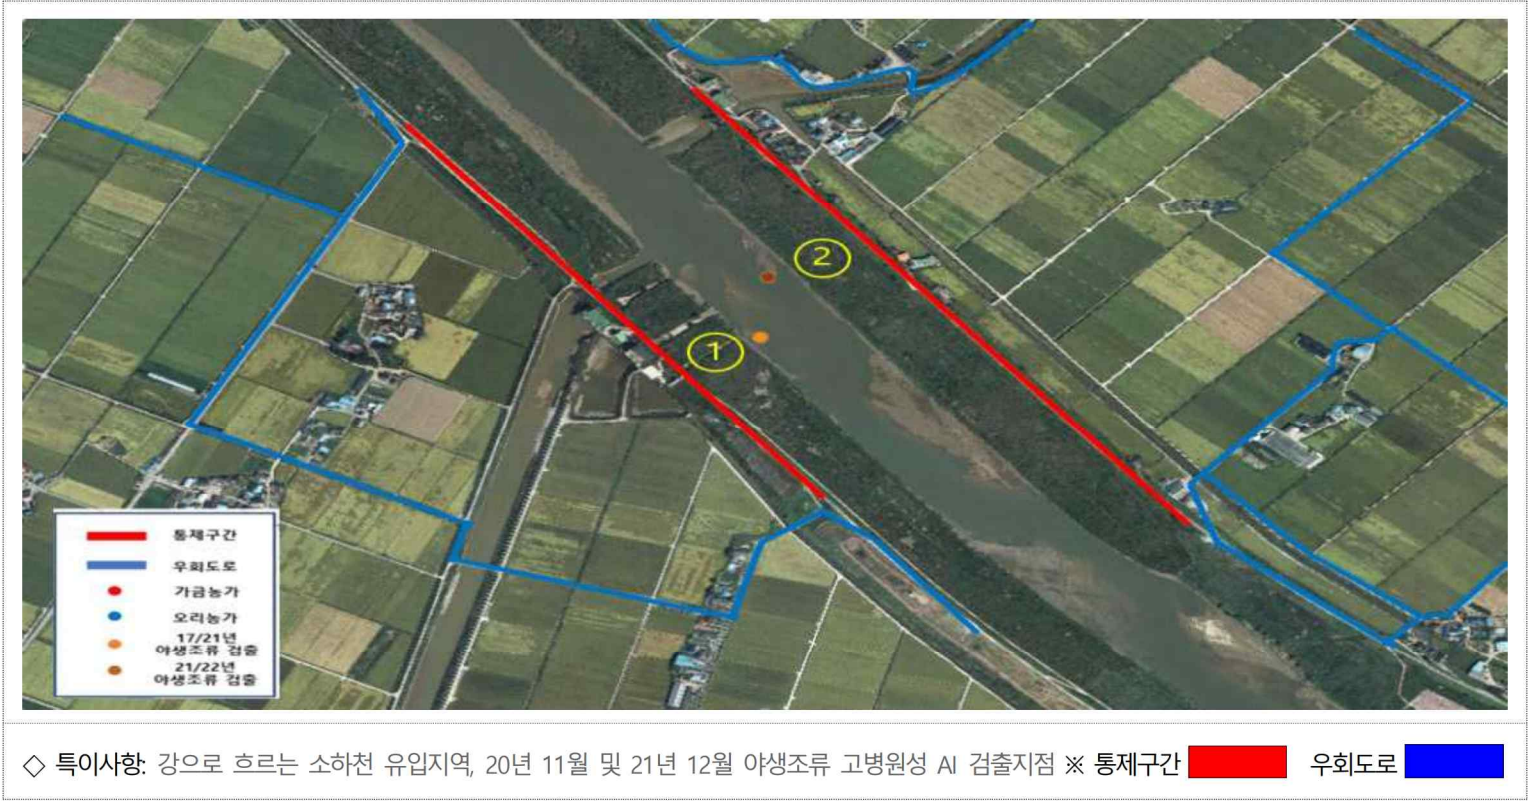 ②
①
통제구간
우회도로
가금농가
오리농가
17/21년
야생조류 검출
21/22년
야생조류 검출
◇ 특이사항: 강으로 흐르는 소하천 유입지역, 20년 11월 및 21년 12월 야생조류 고병원성 AI 검출지점 ※ 통제구간 우회도로